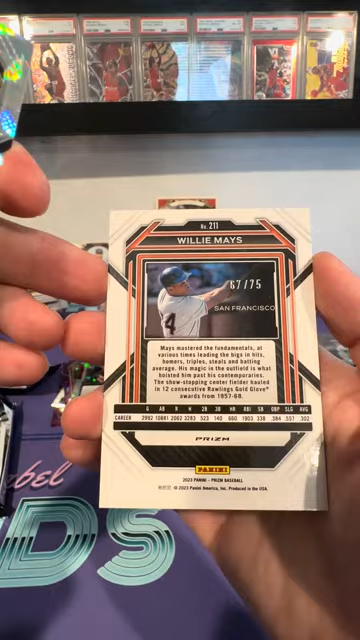 No. 211
WILLIE MAYS
67/75
SAN FRANCISCO
4
Mays mastered the fundamentals, at
various times leading the bigs in hits,
homers, triples, steals and batting
average. His magic in the outfield is what
hoisted him past his contemporaries.
The show-stopping center fielder hauled
in 12 consecutive Rawlings Gold Glove®
awards from 1957-68.
G AB R H 2B 3B HR RBI SB OBP SLG AVG
CAREER 2992 10881 2062 3283 523 140 660 1903 338 .384 .557 .302
PRIZM
PANINI
2023 PANINI - PRIZM BASEBALL
© 2023 Panini America, Inc. Produced in the USA.
DS